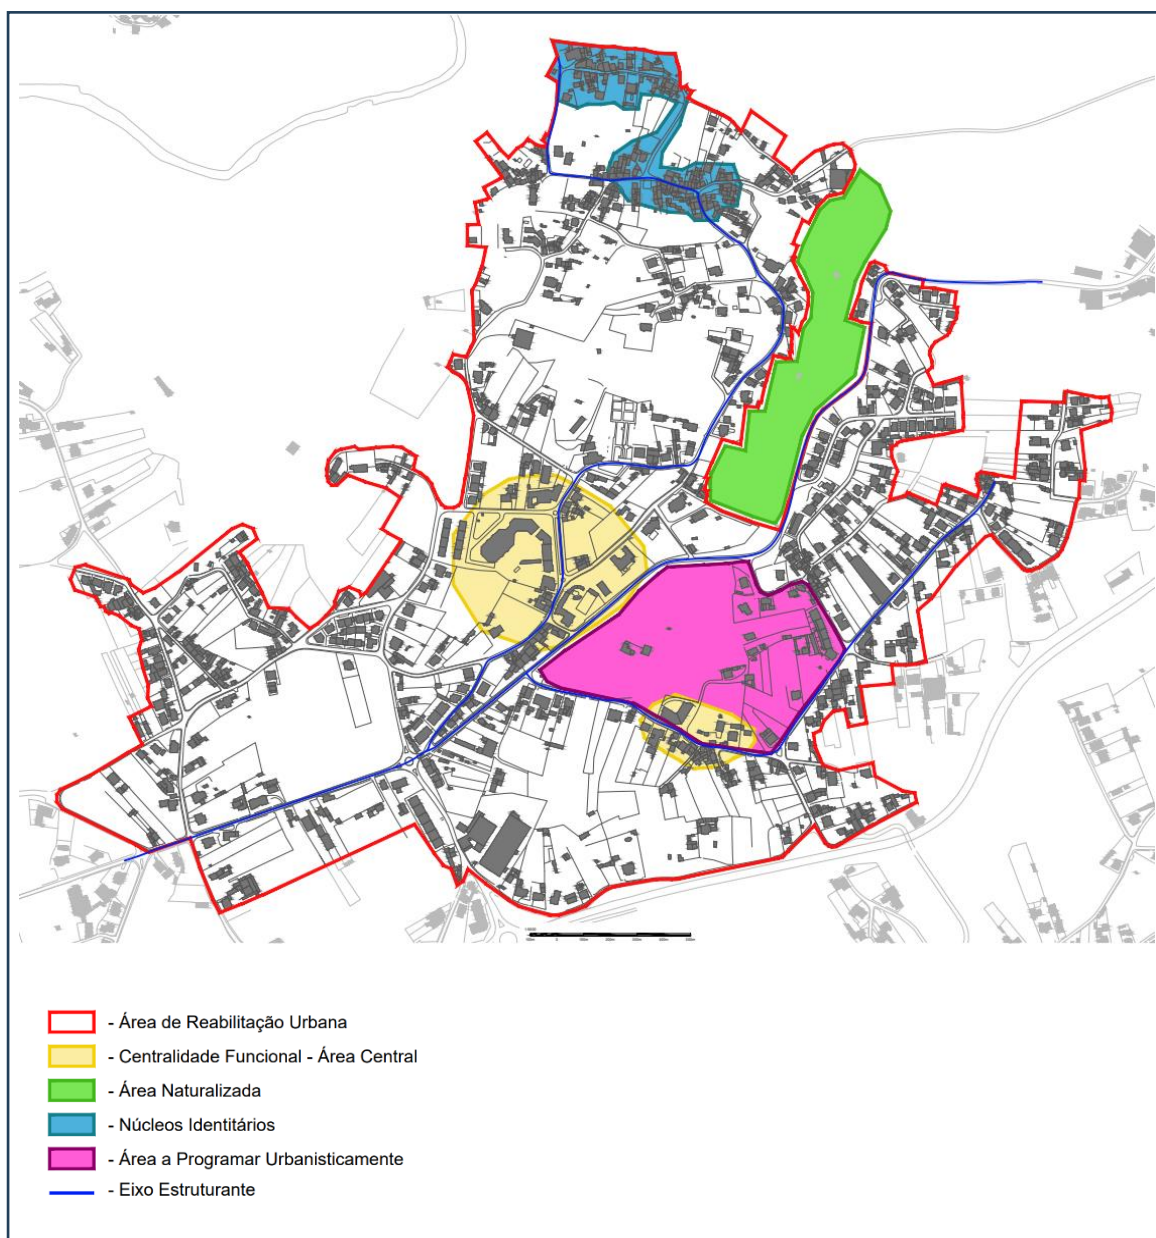 - Área de Reabilitação Urbana
- Centralidade Funcional - Área Central
- Área Naturalizada
- Núcleos Identitários
- Área a Programar Urbanisticamente
- Eixo Estruturante